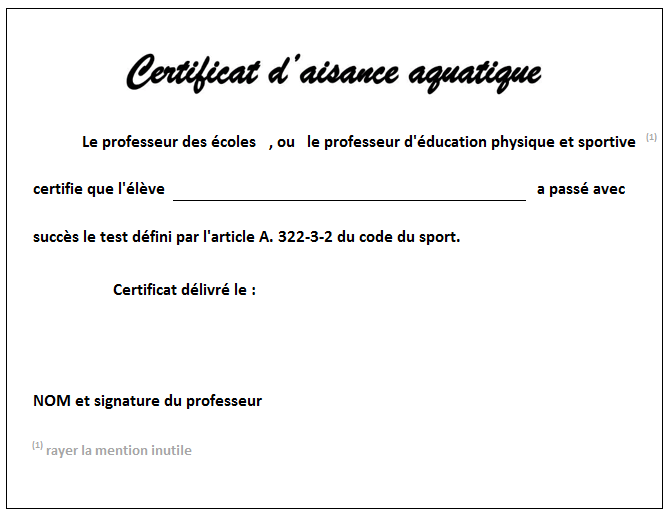 Certificat d'aisance aquatique
Le professeur des écoles , ou le professeur d'éducation physique et sportive (1)
certifie que l'élève ______________________ a passé avec
succès le test défini par l'article A. 322-3-2 du code du sport.
Certificat délivré le :
NOM et signature du professeur
(1) rayer la mention inutile